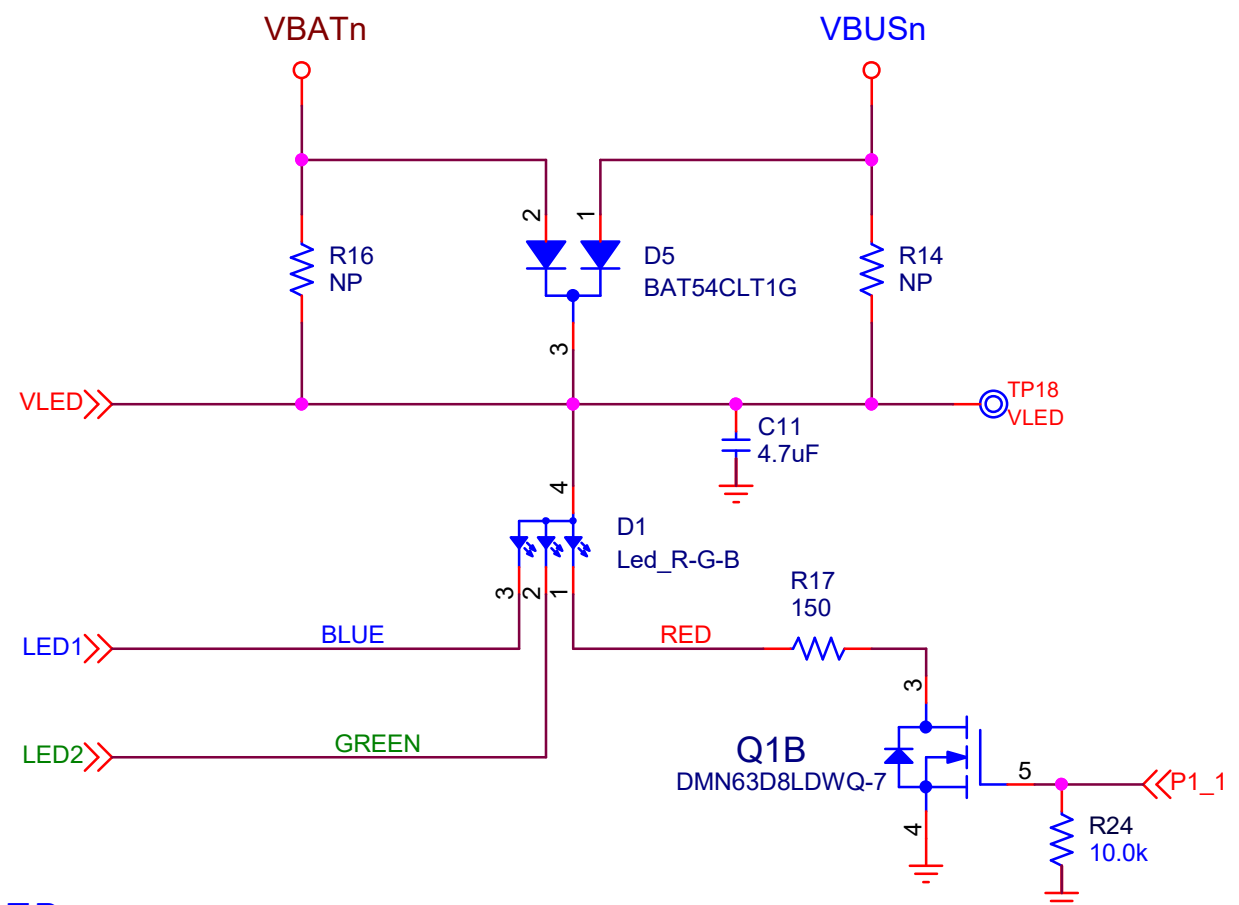 VBATn
VBUSn
2
1
R16
NP
D5
BAT54CLT1G
R14
NP
3
VLED
TP18
VLED
C11
4.7uF
4
D1
Led_R-G-B
3
2
1
R17
150
LED1
BLUE
RED
3
LED2
GREEN
Q1B
DMN63D8LDWQ-7
5
P1_1
4
R24
10.0k